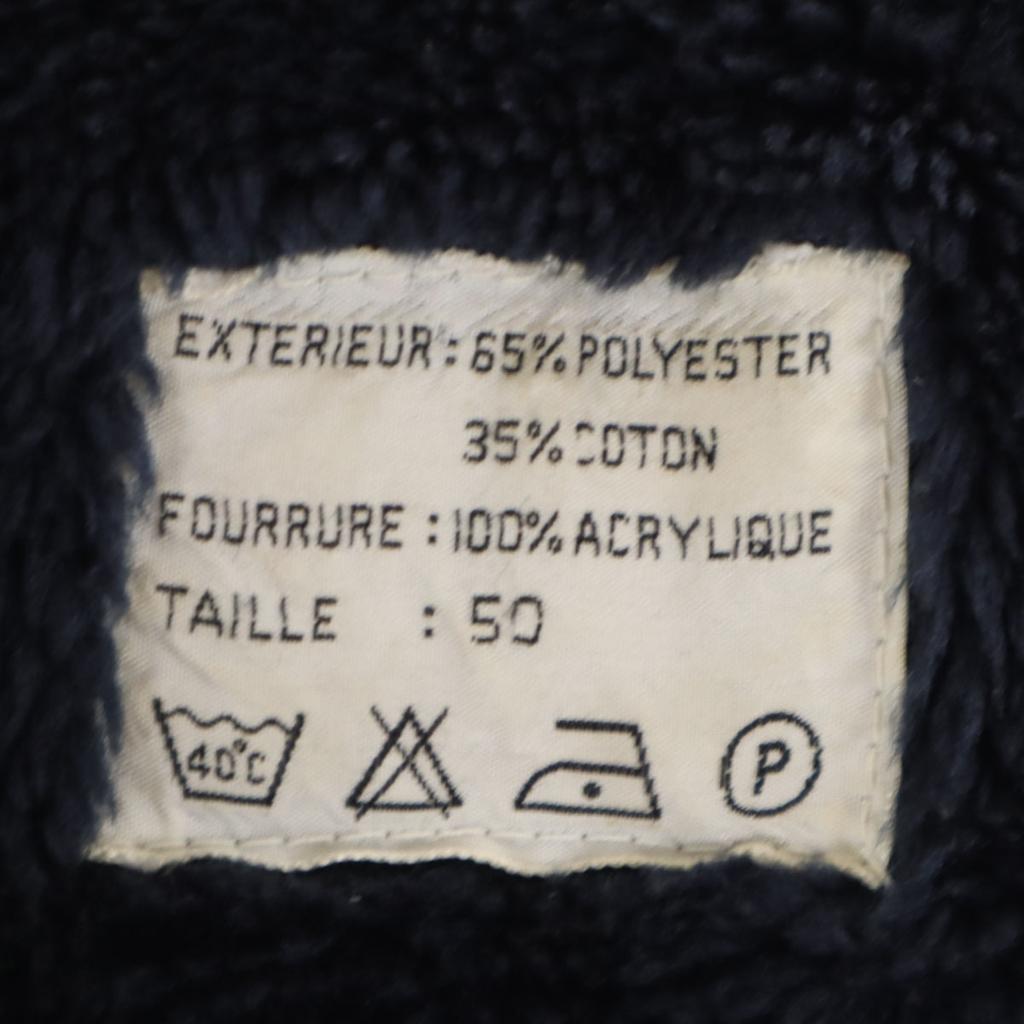 EXTERIEUR : 65% POLYESTER
35% COTON
FOURRURE : 100% ACRYLIQUE
TAILLE : 50
40°C
P